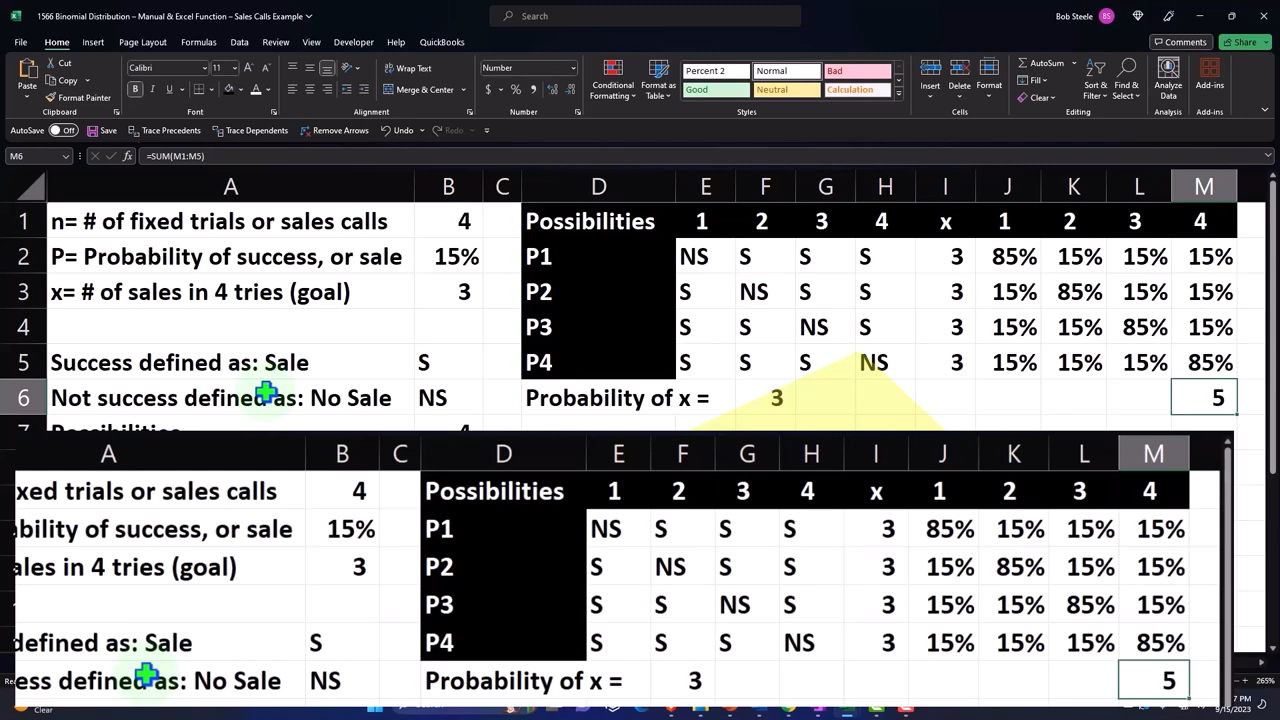 1566 Binomial Distribution – Manual & Excel Function – Sales Calls Example
Search
Bob Steele BS
File Home Insert Page Layout Formulas Data Review View Developer Help QuickBooks
Comments Share
Paste Cut Copy Format Painter
Calibri 11
Wrap Text
Merge & Center
Number
Conditional Formatting
Format as Table
Percent 2 Normal Bad
Good Neutral Calculation
Insert Delete Format
AutoSum Fill Clear
Sort & Filter
Find & Select
Analyze Data
Add-ins
Clipboard Font Alignment Number Styles Cells Editing Analysis Add-ins
AutoSave Off Save Trace Precedents Trace Dependents Remove Arrows Undo Redo
M6 =SUM(M1:M5)
A B C D E F G H I J K L M
1 n= # of fixed trials or sales calls 4 Possibilities 1 2 3 4 x 1 2 3 4
2 P= Probability of success, or sale 15% P1 NS S S S 3 85% 15% 15% 15%
3 x= # of sales in 4 tries (goal) 3 P2 S NS S S 3 15% 85% 15% 15%
4 P3 S S NS S 3 15% 15% 85% 15%
5 Success defined as: Sale S P4 S S S NS 3 15% 15% 15% 85%
6 Not success defined as: No Sale NS Probability of x = 3 5
7 Possibilities 4
A B C D E F G H I J K L M
xed trials or sales calls 4 Possibilities 1 2 3 4 x 1 2 3 4
ability of success, or sale 15% P1 NS S S S 3 85% 15% 15% 15%
ales in 4 tries (goal) 3 P2 S NS S S 3 15% 85% 15% 15%
P3 S S NS S 3 15% 15% 85% 15%
defined as: Sale S P4 S S S NS 3 15% 15% 15% 85%
ess defined as: No Sale NS Probability of x = 3 5
265%
Clear
9/15/2023